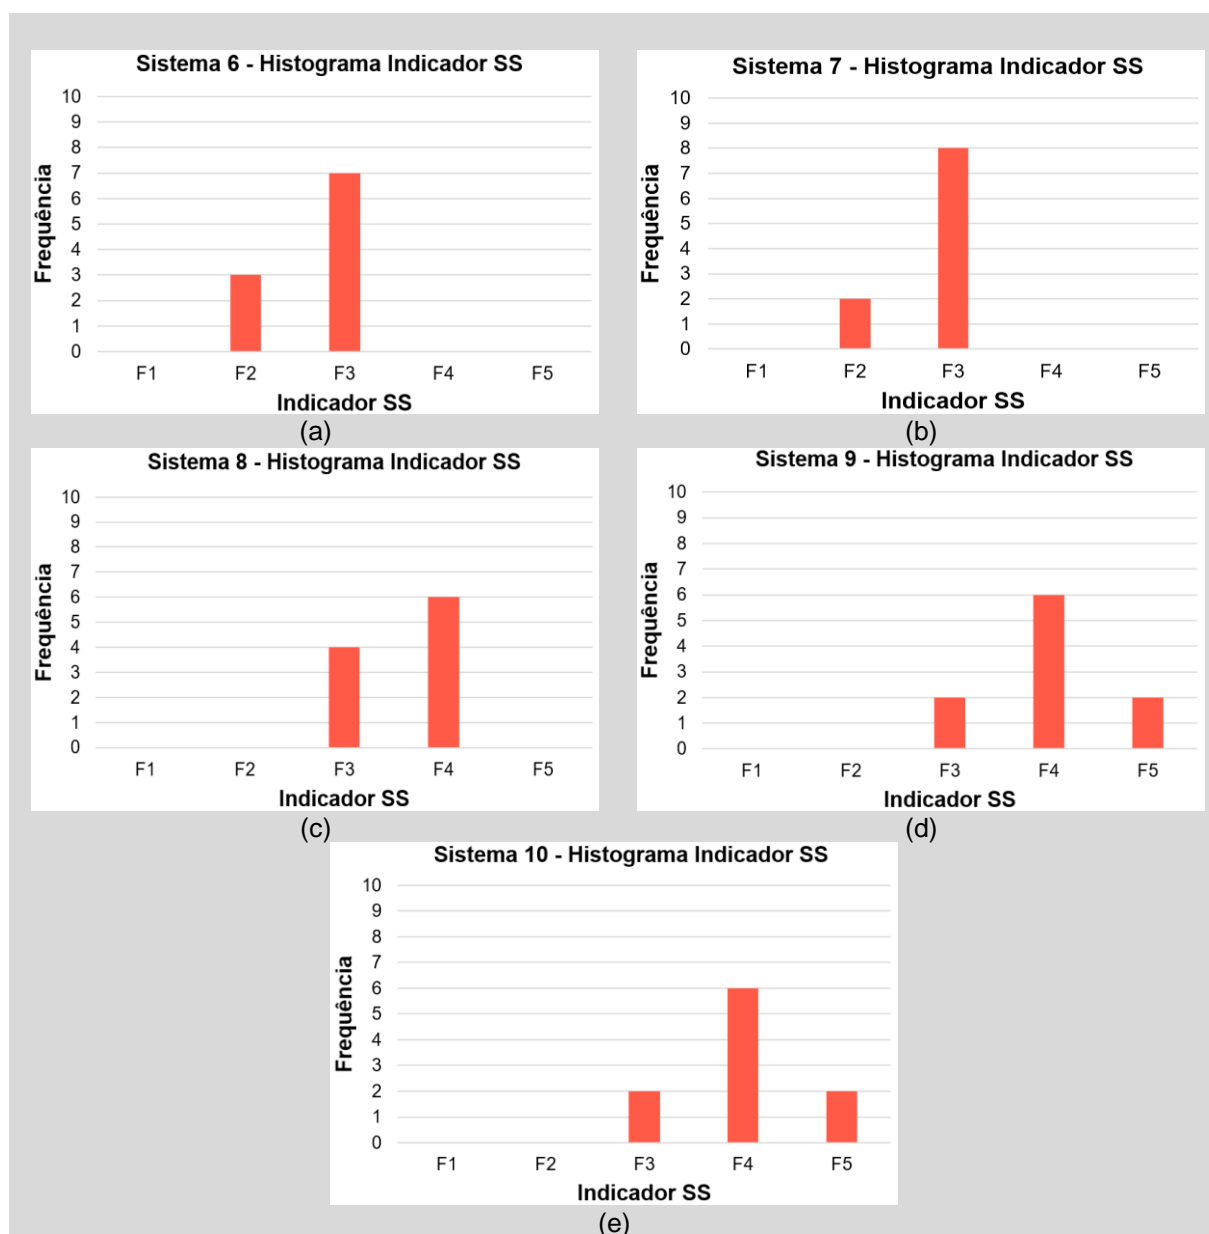 Sistema 6 - Histograma Indicador SS
10
9
8
7
6
5
4
3
2
1
0
Frequência
F1 F2 F3 F4 F5
Indicador SS
(a)
Sistema 7 - Histograma Indicador SS
10
9
8
7
6
5
4
3
2
1
0
Frequência
F1 F2 F3 F4 F5
Indicador SS
(b)
Sistema 8 - Histograma Indicador SS
10
9
8
7
6
5
4
3
2
1
0
Frequência
F1 F2 F3 F4 F5
Indicador SS
(c)
Sistema 9 - Histograma Indicador SS
10
9
8
7
6
5
4
3
2
1
0
Frequência
F1 F2 F3 F4 F5
Indicador SS
(d)
Sistema 10 - Histograma Indicador SS
10
9
8
7
6
5
4
3
2
1
0
Frequência
F1 F2 F3 F4 F5
Indicador SS
(e)